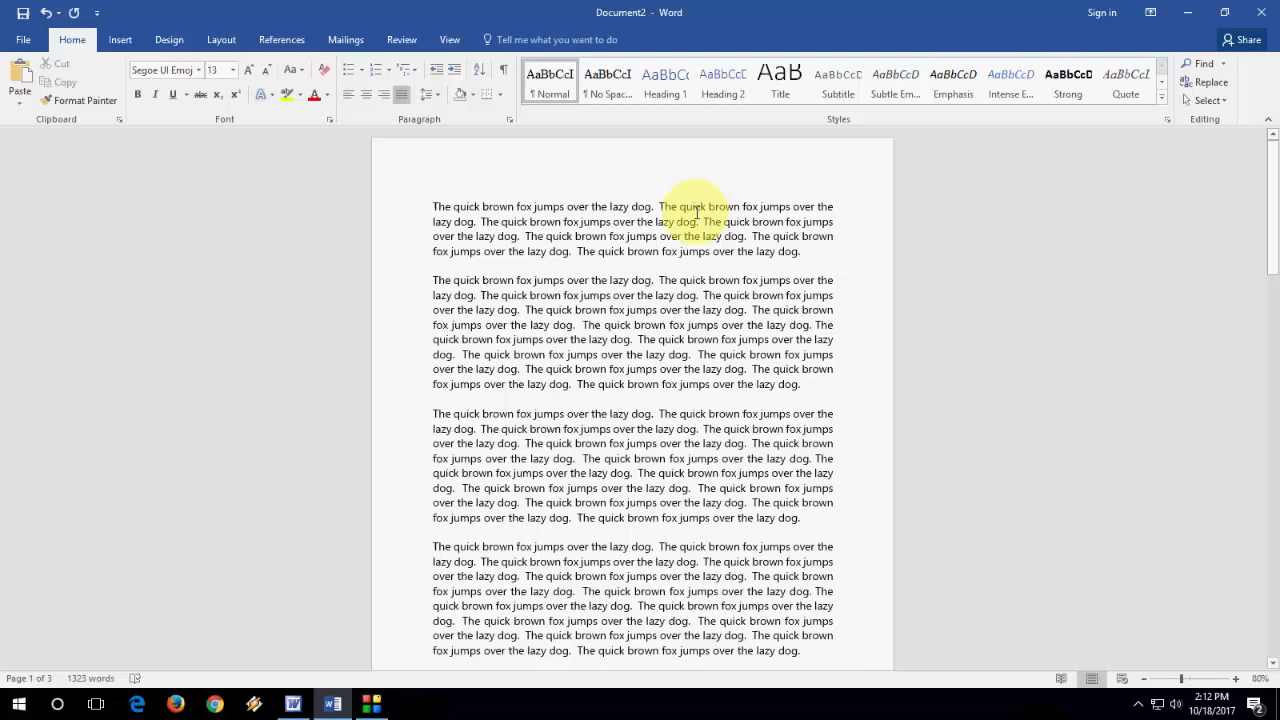 Document2 - Word
Sign in
File Home Insert Design Layout References Mailings Review View Tell me what you want to do Share
Paste
Cut
Copy
Format Painter
Clipboard
Segoe UI Emoj 13
Aa
B I U abc X₂ X²
A A
Font
Paragraph
AaBbCcI AaBbCcI AaBbCc AaBbCcD AaB AaBbCcD AaBbCcD AaBbCcD AaBbCcD AaBbCcI AaBbCcI
¶ Normal ¶ No Spac... Heading 1 Heading 2 Title Subtitle Subtle Em... Emphasis Intense E... Strong Quote
Styles
Find
Replace
Select
Editing
The quick brown fox jumps over the lazy dog. The quick brown fox jumps over the
lazy dog. The quick brown fox jumps over the lazy dog. The quick brown fox jumps
over the lazy dog. The quick brown fox jumps over the lazy dog. The quick brown
fox jumps over the lazy dog. The quick brown fox jumps over the lazy dog.
The quick brown fox jumps over the lazy dog. The quick brown fox jumps over the
lazy dog. The quick brown fox jumps over the lazy dog. The quick brown fox jumps
over the lazy dog. The quick brown fox jumps over the lazy dog. The quick brown
fox jumps over the lazy dog. The quick brown fox jumps over the lazy dog. The
quick brown fox jumps over the lazy dog. The quick brown fox jumps over the lazy
dog. The quick brown fox jumps over the lazy dog. The quick brown fox jumps
over the lazy dog. The quick brown fox jumps over the lazy dog. The quick brown
fox jumps over the lazy dog. The quick brown fox jumps over the lazy dog.
The quick brown fox jumps over the lazy dog. The quick brown fox jumps over the
lazy dog. The quick brown fox jumps over the lazy dog. The quick brown fox jumps
over the lazy dog. The quick brown fox jumps over the lazy dog. The quick brown
fox jumps over the lazy dog. The quick brown fox jumps over the lazy dog. The
quick brown fox jumps over the lazy dog. The quick brown fox jumps over the lazy
dog. The quick brown fox jumps over the lazy dog. The quick brown fox jumps
over the lazy dog. The quick brown fox jumps over the lazy dog. The quick brown
fox jumps over the lazy dog. The quick brown fox jumps over the lazy dog.
The quick brown fox jumps over the lazy dog. The quick brown fox jumps over the
lazy dog. The quick brown fox jumps over the lazy dog. The quick brown fox jumps
over the lazy dog. The quick brown fox jumps over the lazy dog. The quick brown
fox jumps over the lazy dog. The quick brown fox jumps over the lazy dog. The
quick brown fox jumps over the lazy dog. The quick brown fox jumps over the lazy
dog. The quick brown fox jumps over the lazy dog. The quick brown fox jumps
over the lazy dog. The quick brown fox jumps over the lazy dog. The quick brown
fox jumps over the lazy dog. The quick brown fox jumps over the lazy dog.
Page 1 of 3 1323 words 80%
2:12 PM
10/18/2017
2